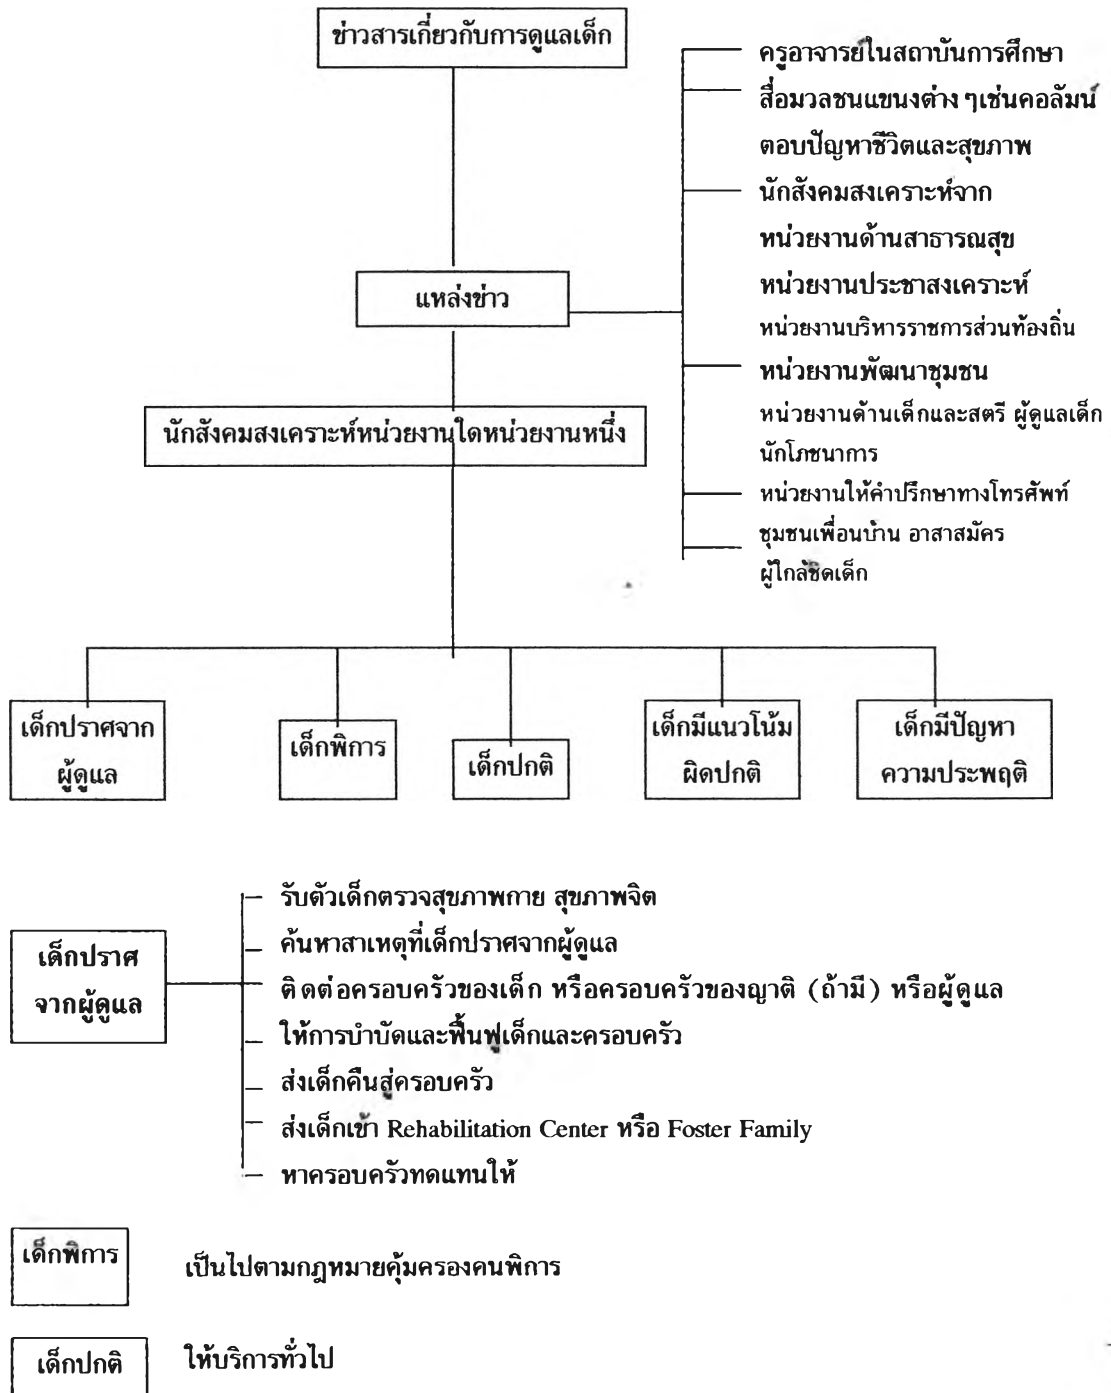 ข่าวสารเกี่ยวกับการดูแลเด็ก
ครูอาจารย์ในสถาบันการศึกษา
สื่อมวลชนแขนงต่าง ๆเช่นคอลัมน์
ตอบปัญหาชีวิตและสุขภาพ
นักสังคมสงเคราะห์จาก
หน่วยงานด้านสาธารณสุข
หน่วยงานประชาสงเคราะห์
หน่วยงานบริหารราชการส่วนท้องถิ่น
หน่วยงานพัฒนาชุมชน
หน่วยงานด้านเด็กและสตรี ผู้ดูแลเด็ก
นักโภชนาการ
หน่วยงานให้คำปรึกษาทางโทรศัพท์
ชุมชนเพื่อนบ้าน อาสาสมัคร
ผู้ใกล้ชิดเด็ก
แหล่งข่าว
นักสังคมสงเคราะห์หน่วยงานใดหน่วยงานหนึ่ง
เด็กปราศจาก
ผู้ดูแล
เด็กพิการ
เด็กปกติ
เด็กมีแนวโน้ม
ผิดปกติ
เด็กมีปัญหา
ความประพฤติ
เด็กปราศ
จากผู้ดูแล
รับตัวเด็กตรวจสุขภาพกาย สุขภาพจิต
ค้นหาสาเหตุที่เด็กปราศจากผู้ดูแล
ติดต่อครอบครัวของเด็ก หรือครอบครัวของญาติ (ถ้ามี) หรือผู้ดูแล
ให้การบำบัดและฟื้นฟูเด็กและครอบครัว
ส่งเด็กคืนสู่ครอบครัว
ส่งเด็กเข้า Rehabilitation Center หรือ Foster Family
หาครอบครัวทดแทนให้
เด็กพิการ
เป็นไปตามกฎหมายคุ้มครองคนพิการ
เด็กปกติ
ให้บริการทั่วไป